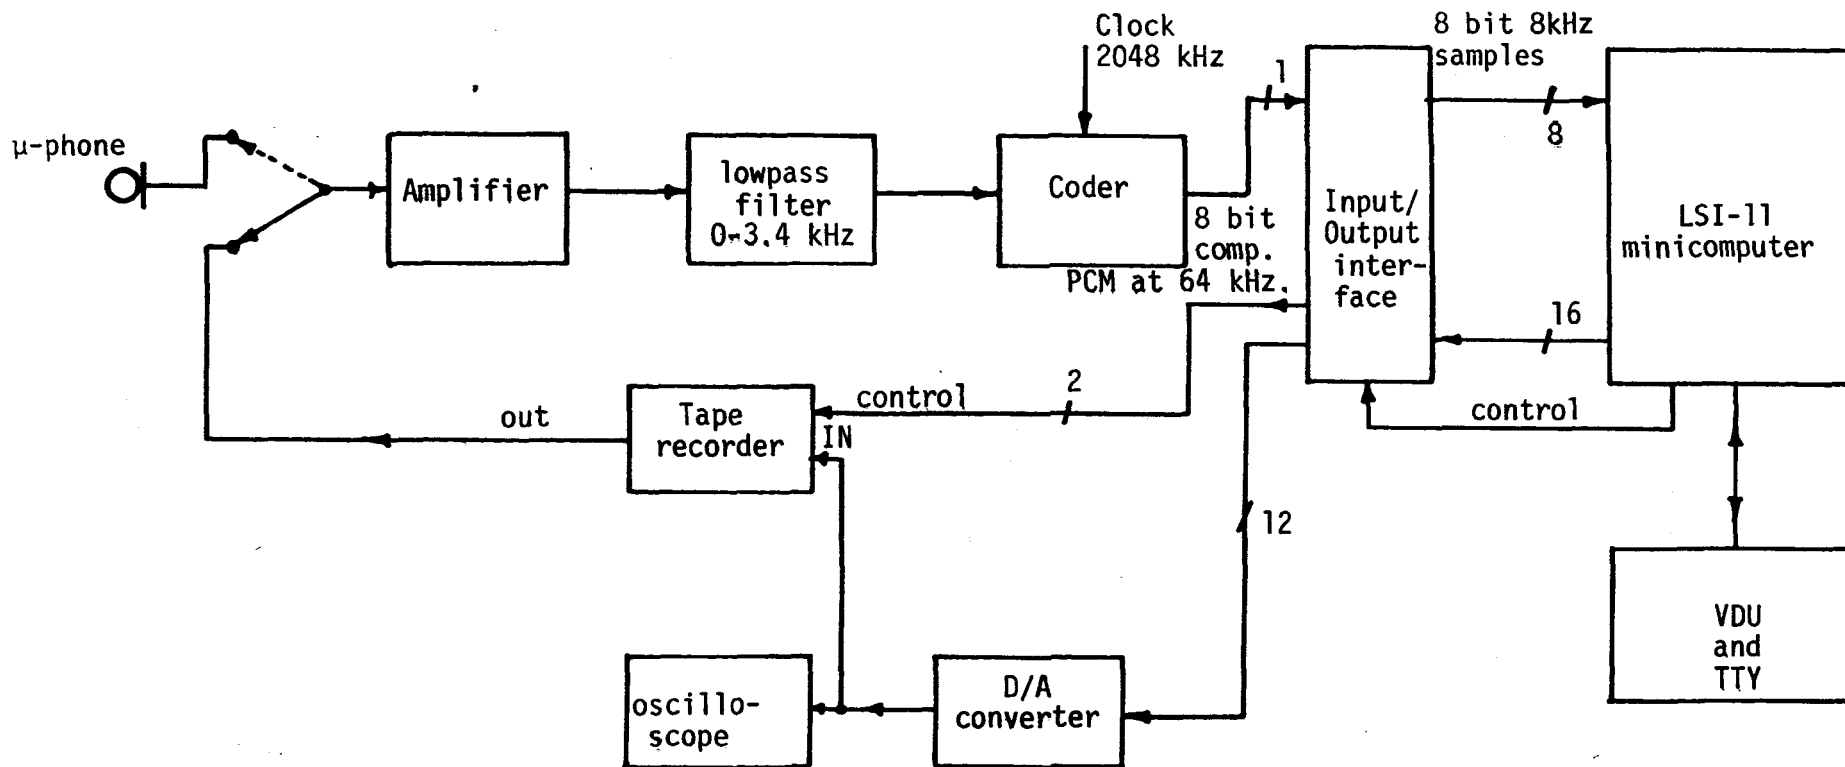 Clock
2048 kHz
8 bit 8kHz
samples
1
8
μ-phone
Amplifier
lowpass
filter
0-3.4 kHz
Coder
8 bit
comp.
PCM at 64 kHz.
Input/
Output
inter-
face
LSI-11
minicomputer
16
control
2
control
out
Tape
recorder
IN
12
VDU
and
TTY
D/A
converter
oscillo-
scope